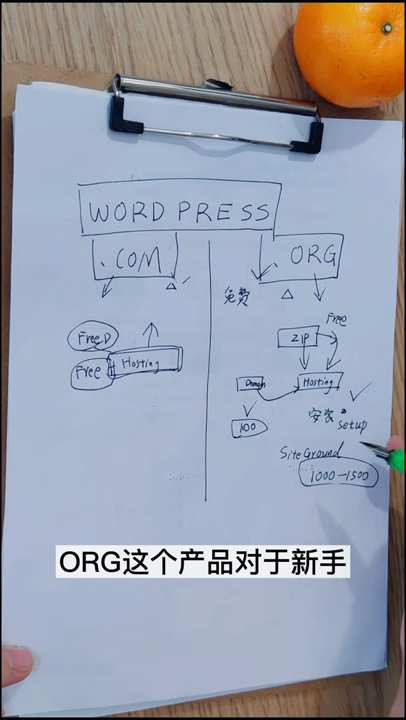 WORDPRESS
.COM
.ORG
免费
Free D
Free
Hosting
Free
ZIP
Domain
Hosting
100
安装
setup
SiteGround
1000-1500
ORG这个产品对于新手